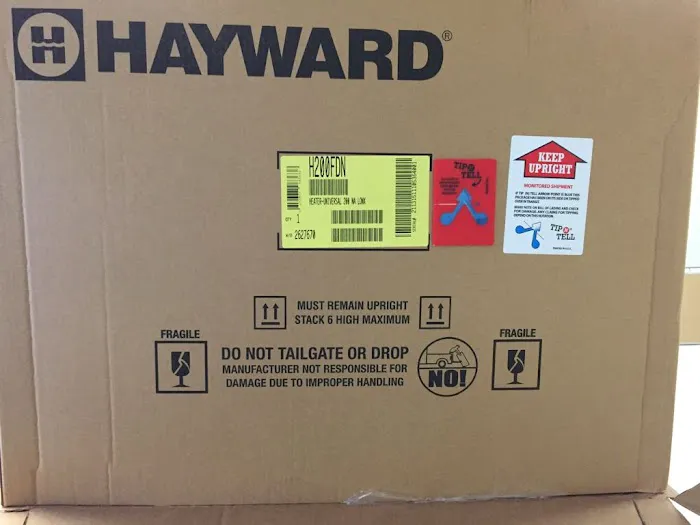 H HAYWARD®
H200FDN
HEATER-UNIVERSAL 200 NA LONX
QTY 1
2627670
TIP N TELL
KEEP
UPRIGHT
MONITORED SHIPMENT
TIP N TELL
MUST REMAIN UPRIGHT
STACK 6 HIGH MAXIMUM
FRAGILE
FRAGILE
DO NOT TAILGATE OR DROP
MANUFACTURER NOT RESPONSIBLE FOR
DAMAGE DUE TO IMPROPER HANDLING
NO!